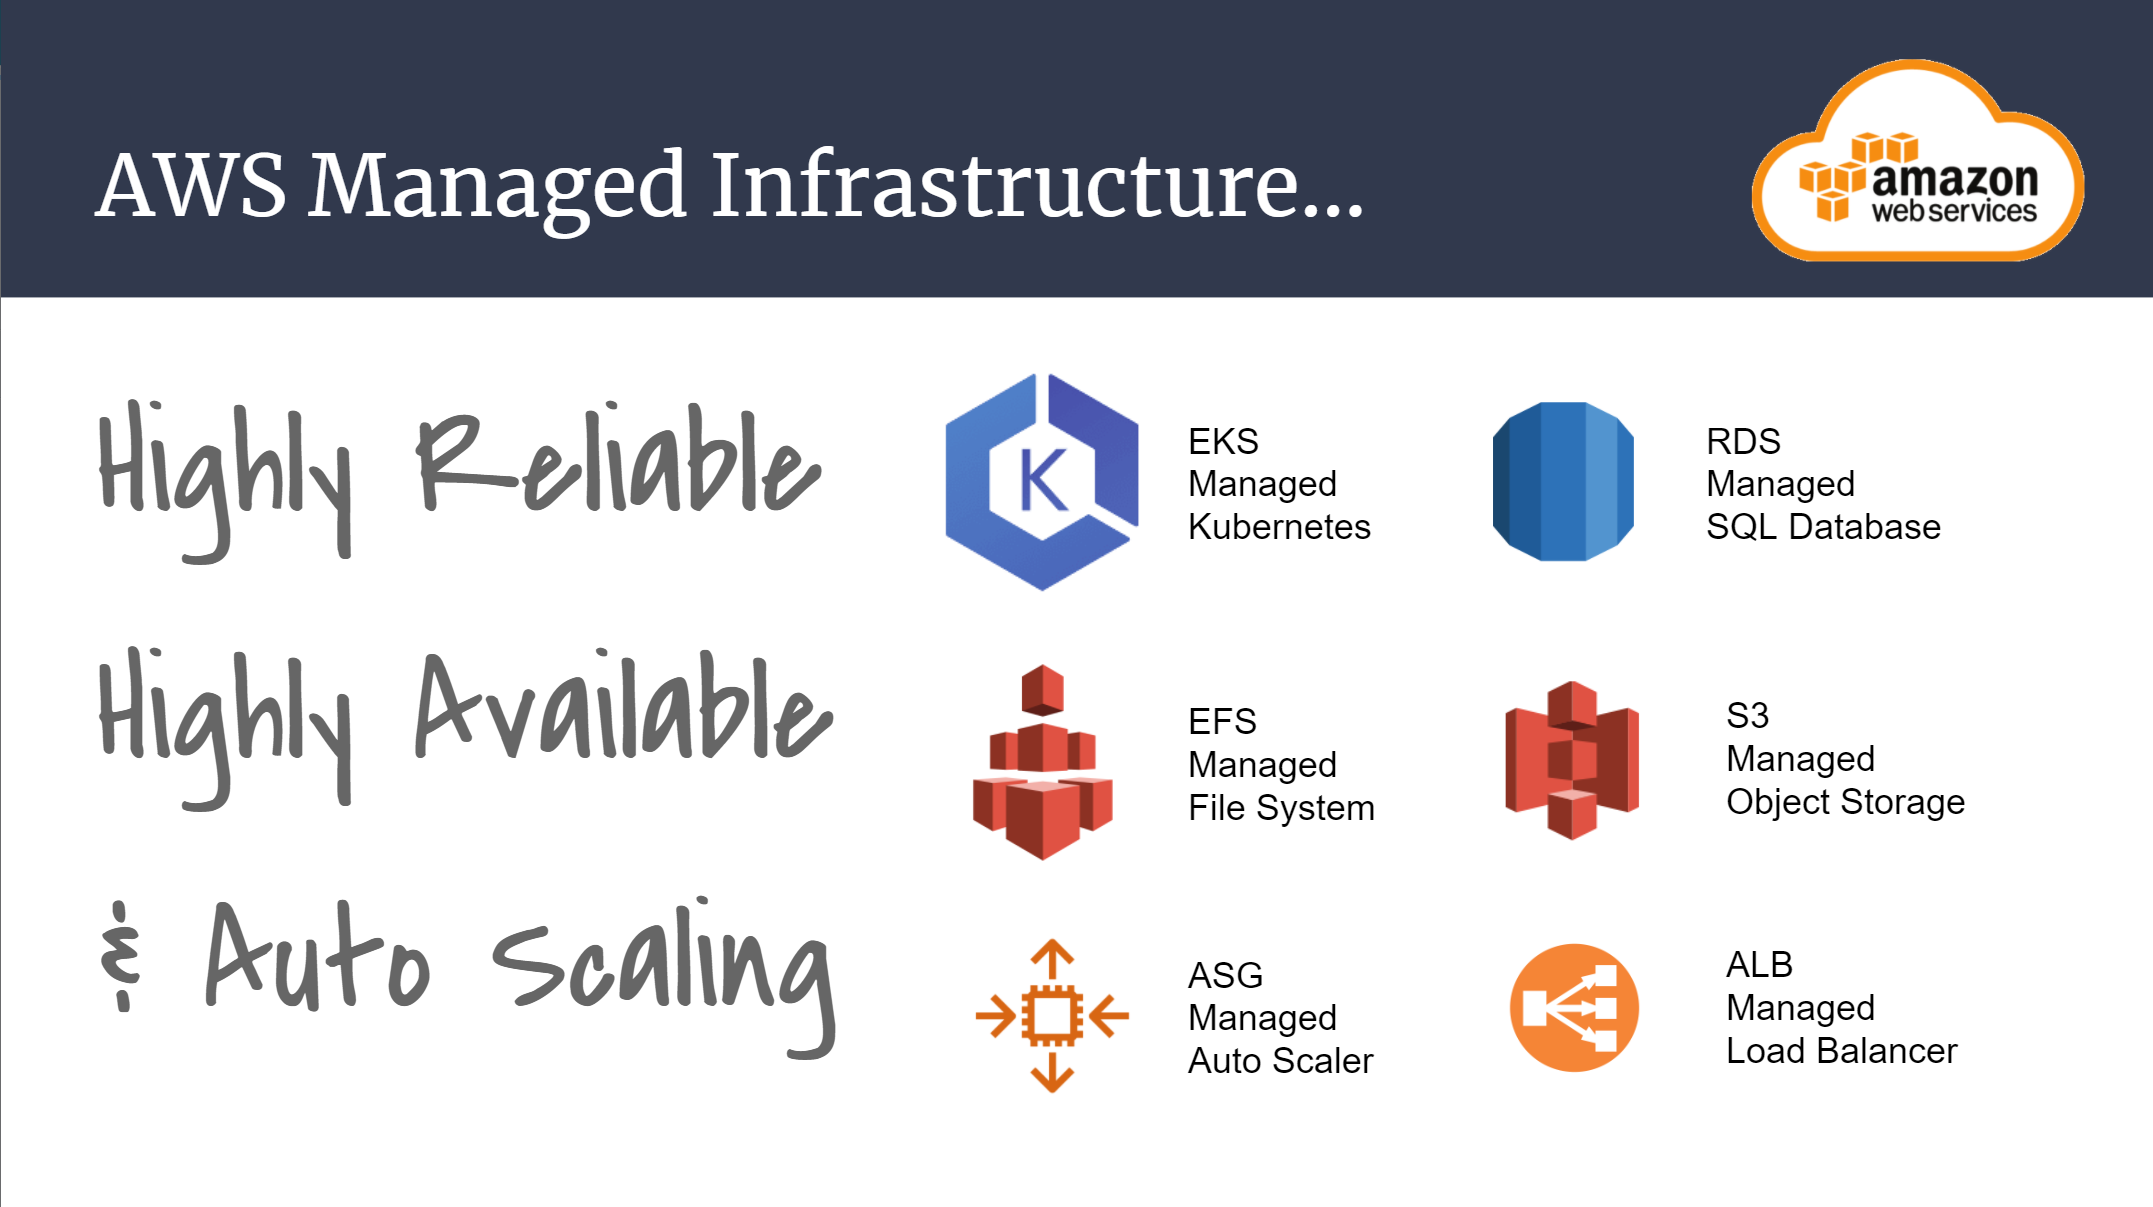 AWS Managed Infrastructure...
amazon
web services
Highly Reliable
Highly Available
& Auto Scaling
K
EKS
Managed
Kubernetes
RDS
Managed
SQL Database
EFS
Managed
File System
S3
Managed
Object Storage
ASG
Managed
Auto Scaler
ALB
Managed
Load Balancer